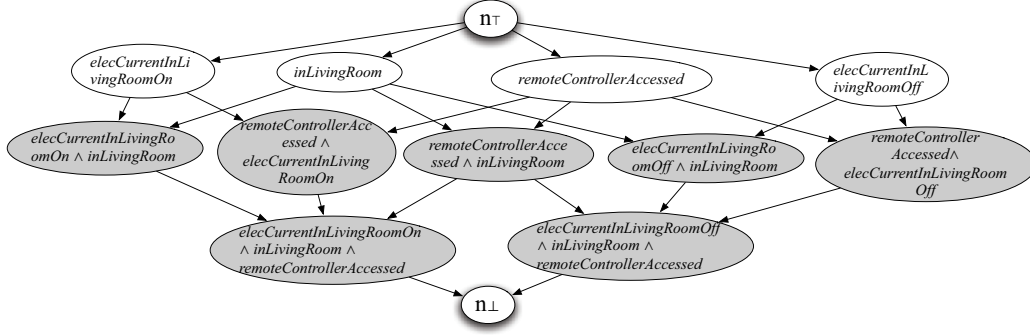 n⊤
elecCurrentInLi
vingRoomOn
inLivingRoom
remoteControllerAccessed
elecCurrentInL
ivingRoomOff
elecCurrentInLivingRo
omOn ∧ inLivingRoom
remoteControllerAcc
essed ∧
elecCurrentInLiving
RoomOn
remoteControllerAcce
ssed ∧ inLivingRoom
elecCurrentInLivingRo
omOff ∧ inLivingRoom
remoteController
Accessed∧
elecCurrentInLivingRoom
Off
elecCurrentInLivingRoomOn
∧ inLivingRoom ∧
remoteControllerAccessed
elecCurrentInLivingRoomOff
∧ inLivingRoom ∧
remoteControllerAccessed
n⊥